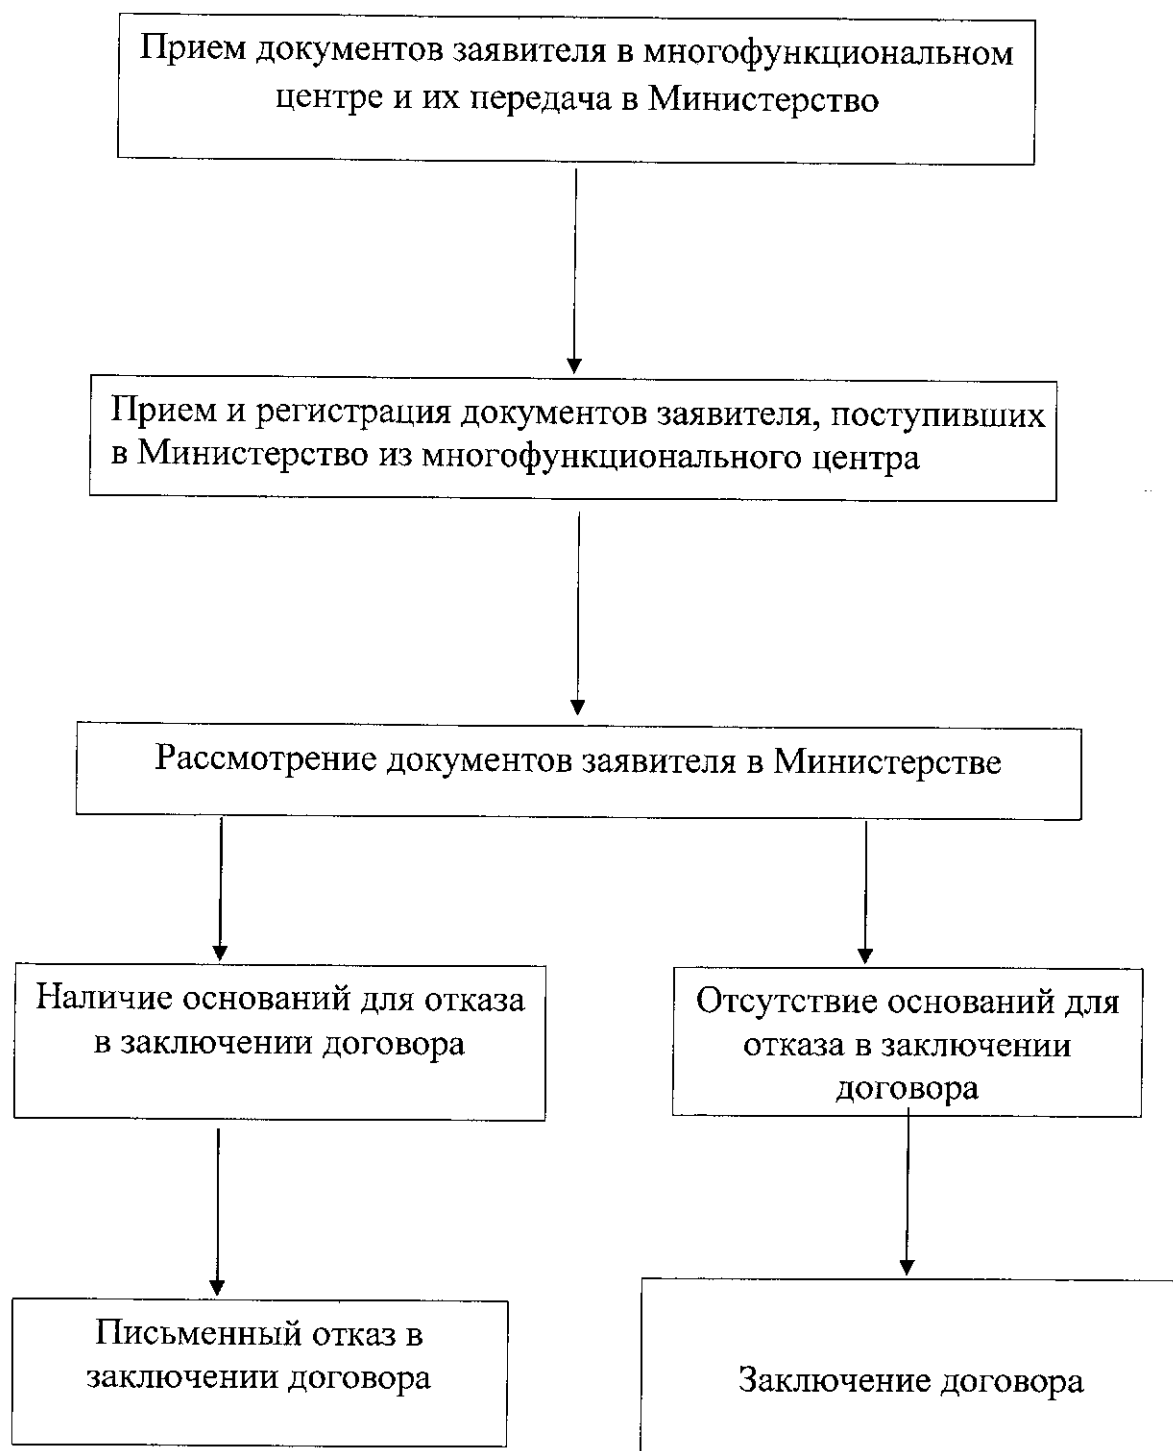 Прием документов заявителя в многофункциональном
центре и их передача в Министерство
Прием и регистрация документов заявителя, поступивших
в Министерство из многофункционального центра
Рассмотрение документов заявителя в Министерстве
Наличие оснований для отказа
в заключении договора
Отсутствие оснований для
отказа в заключении
договора
Письменный отказ в
заключении договора
Заключение договора